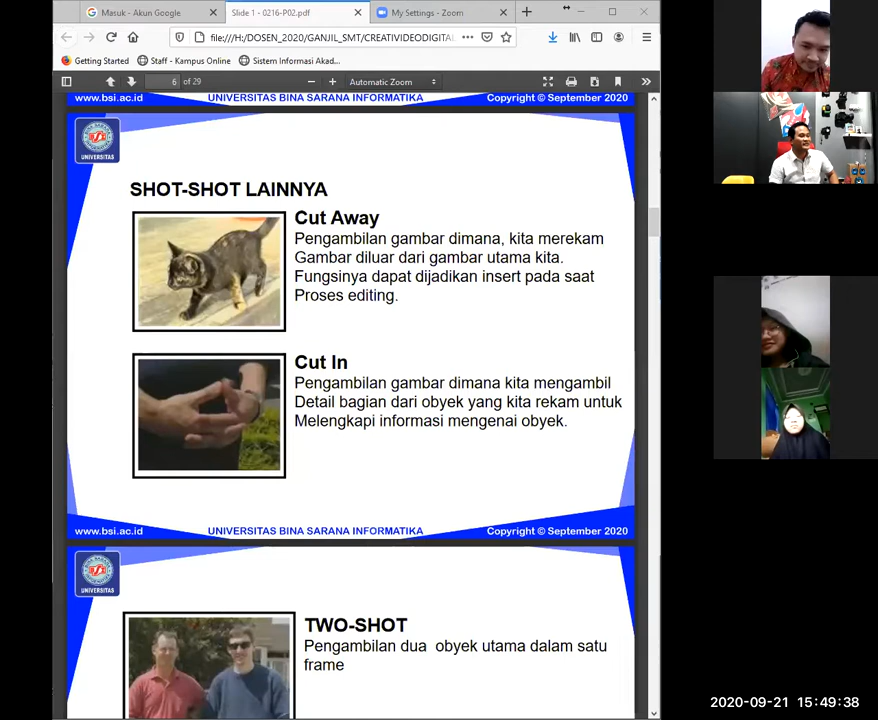 Masuk - Akun Google
Slide 1 - 0216-P02.pdf
My Settings - Zoom
file:///H:/DOSEN_2020/GANJIL_SMT/CREATIVIDEODIGITAL
Getting Started
Staff - Kampus Online
Sistem Informasi Akad...
6 of 29
Automatic Zoom
www.bsi.ac.id UNIVERSITAS BINA SARANA INFORMATIKA Copyright © September 2020
UNIVERSITAS
SHOT-SHOT LAINNYA
Cut Away
Pengambilan gambar dimana, kita merekam
Gambar diluar dari gambar utama kita.
Fungsinya dapat dijadikan insert pada saat
Proses editing.
Cut In
Pengambilan gambar dimana kita mengambil
Detail bagian dari obyek yang kita rekam untuk
Melengkapi informasi mengenai obyek.
www.bsi.ac.id UNIVERSITAS BINA SARANA INFORMATIKA Copyright © September 2020
UNIVERSITAS
TWO-SHOT
Pengambilan dua obyek utama dalam satu
frame
2020-09-21 15:49:38